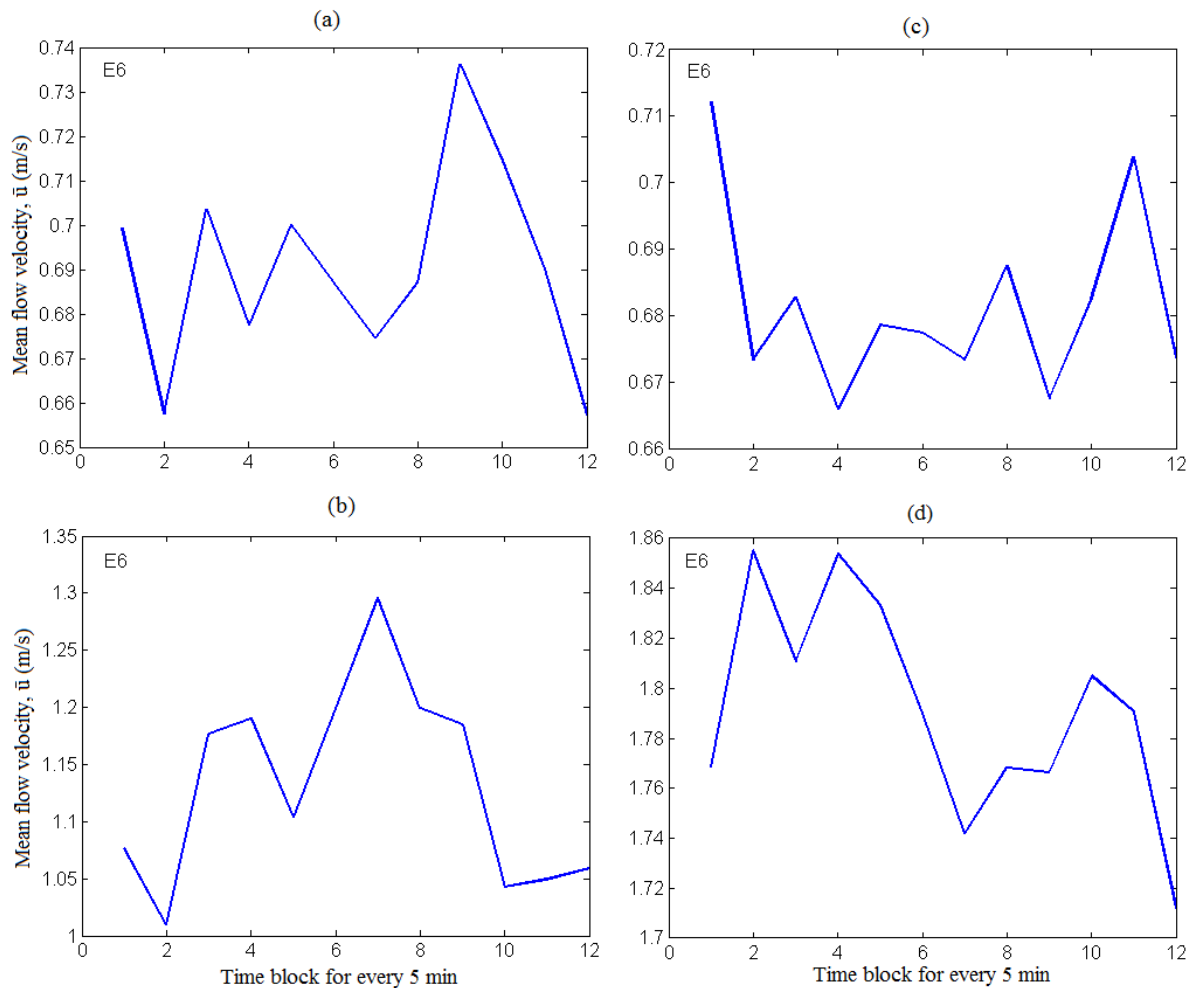 (a)
E6
Mean flow velocity, ū (m/s)
0.74
0.73
0.72
0.71
0.7
0.69
0.68
0.67
0.66
0.65
0 2 4 6 8 10 12
(c)
E6
0.72
0.71
0.7
0.69
0.68
0.67
0.66
0 2 4 6 8 10 12
(b)
E6
Mean flow velocity, ū (m/s)
1.35
1.3
1.25
1.2
1.15
1.1
1.05
1
0 2 4 6 8 10 12
Time block for every 5 min
(d)
E6
1.86
1.84
1.82
1.8
1.78
1.76
1.74
1.72
1.7
0 2 4 6 8 10 12
Time block for every 5 min